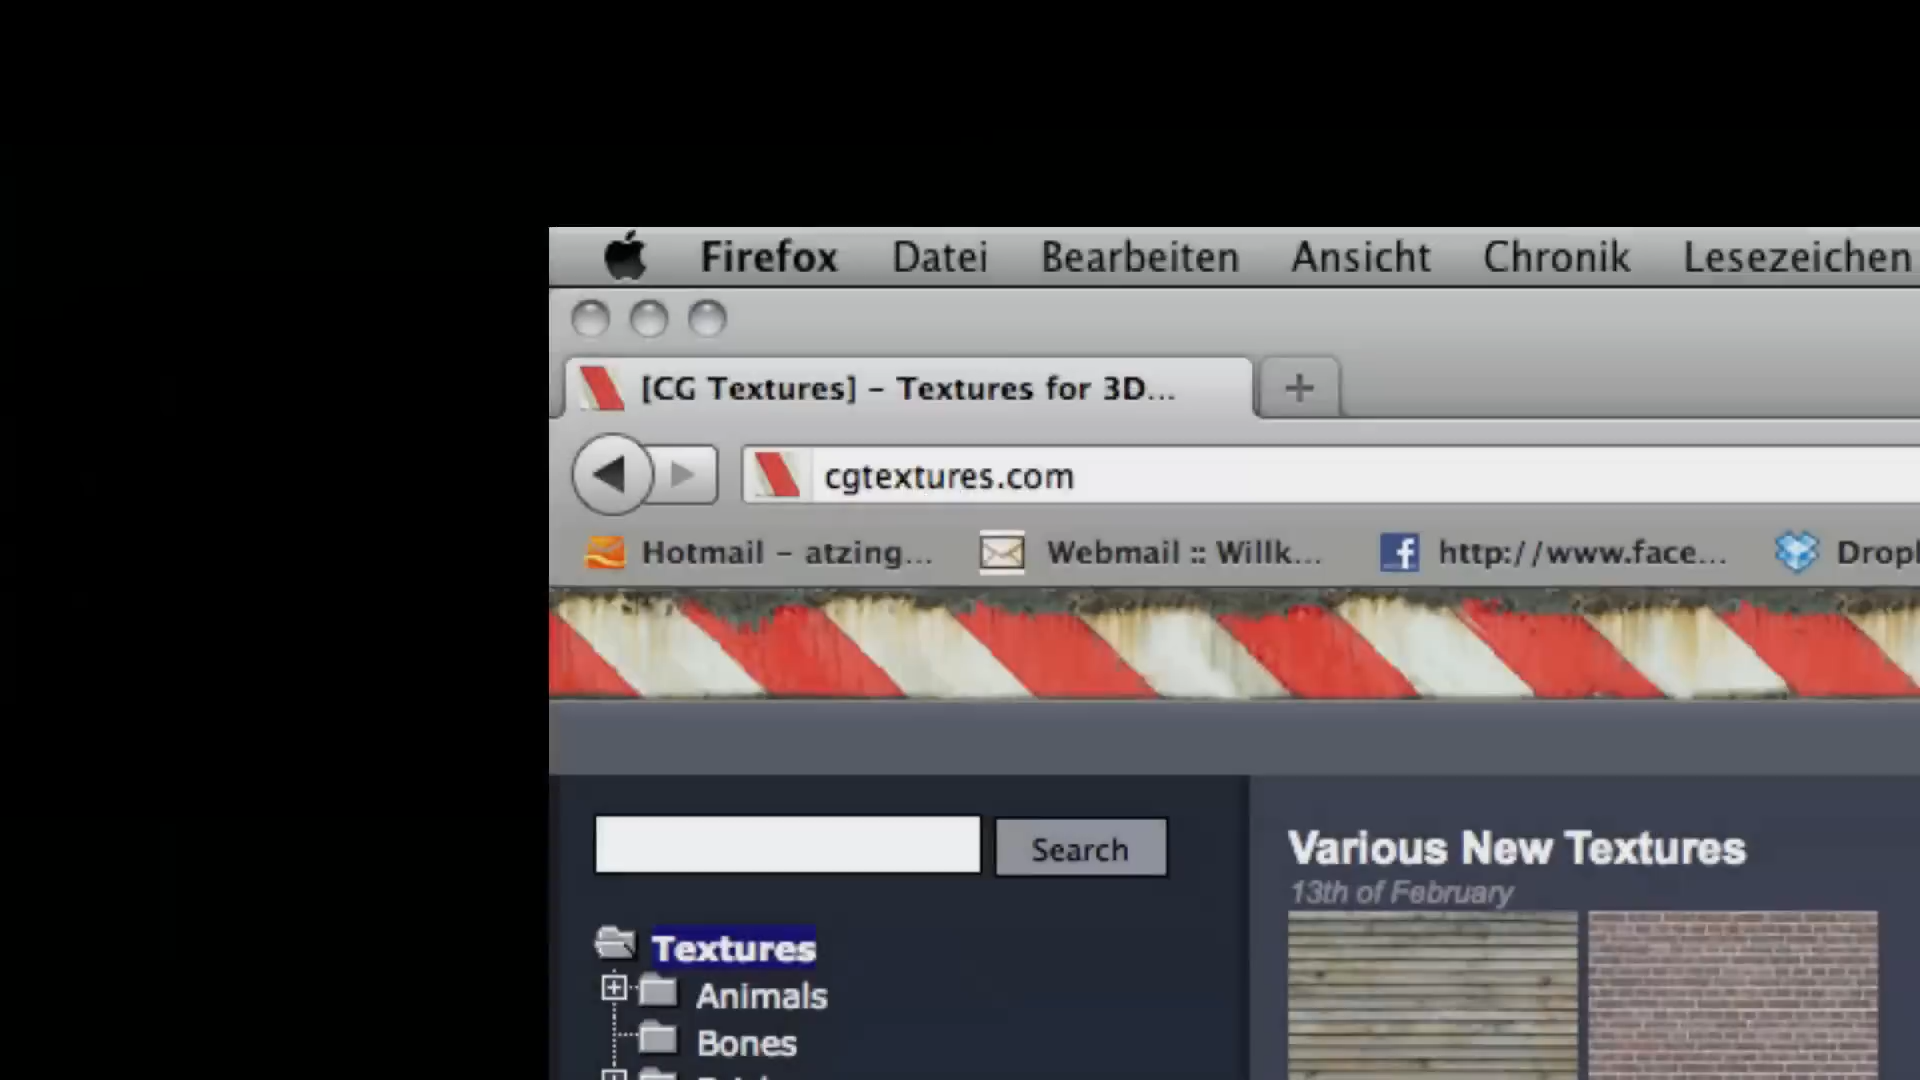 Firefox Datei Bearbeiten Ansicht Chronik Lesezeichen
[CG Textures] – Textures for 3D...
cgtextures.com
Hotmail – atzing... Webmail :: Willk... http://www.face...
Search
Various New Textures
13th of February
Textures
Animals
Bones